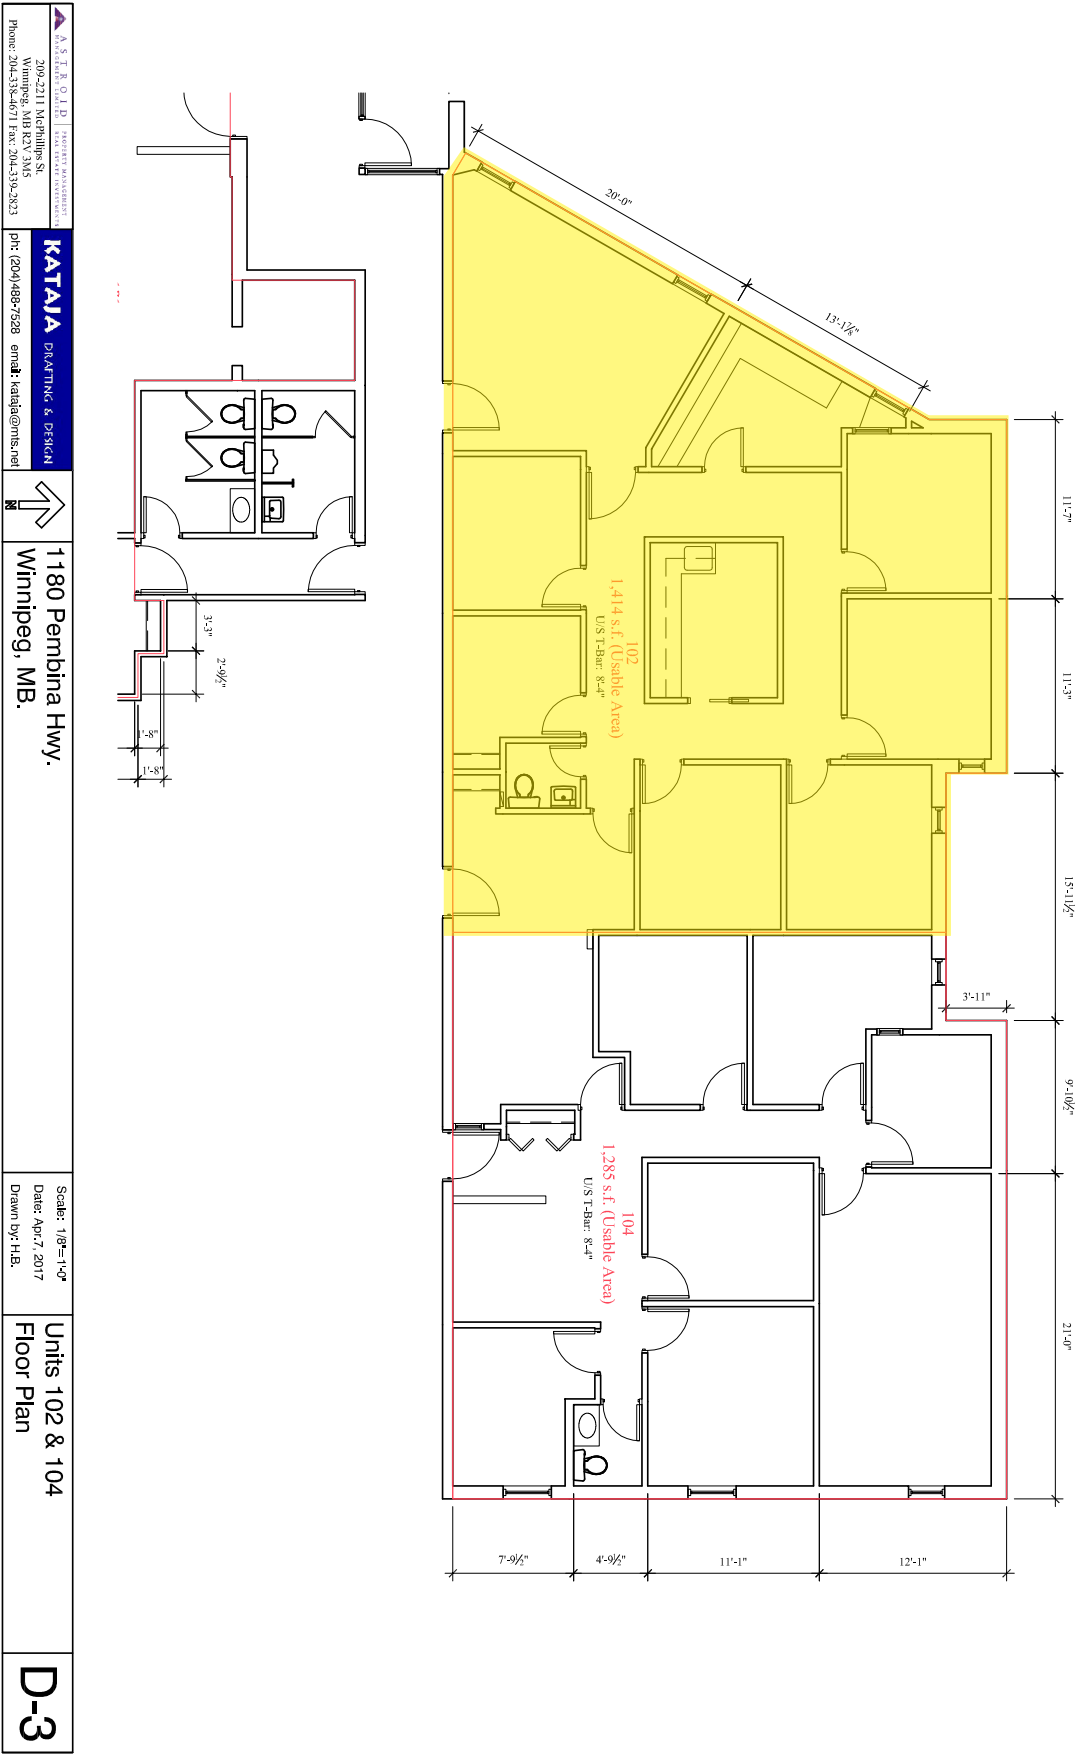 ASTROID
MANAGEMENT LIMITED
PROPERTY MANAGEMENT
REAL ESTATE INVESTMENTS
209-2211 McPhillips St.
Winnipeg, MB R2V 3M5
Phone: 204-338-4671 Fax: 204-339-2823
KATAJA DRAFTING & DESIGN
ph: (204)488-7528 email: kataja@mts.net
N
1180 Pembina Hwy.
Winnipeg, MB.
Scale: 1/8"=1'-0"
Date: Apr.7, 2017
Drawn by: H.B.
Units 102 & 104
Floor Plan
D-3
20'-0"
13'-1⅞"
11'-7"
11'-3"
15'-11½"
3'-11"
9'-10½"
21'-0"
102
1,414 s.f. (Usable Area)
U/S T-Bar: 8'-4"
104
1,285 s.f. (Usable Area)
U/S T-Bar: 8'-4"
3'-3"
2'-9½"
1'-8"
1'-8"
7'-9½"
4'-9½"
11'-1"
12'-1"